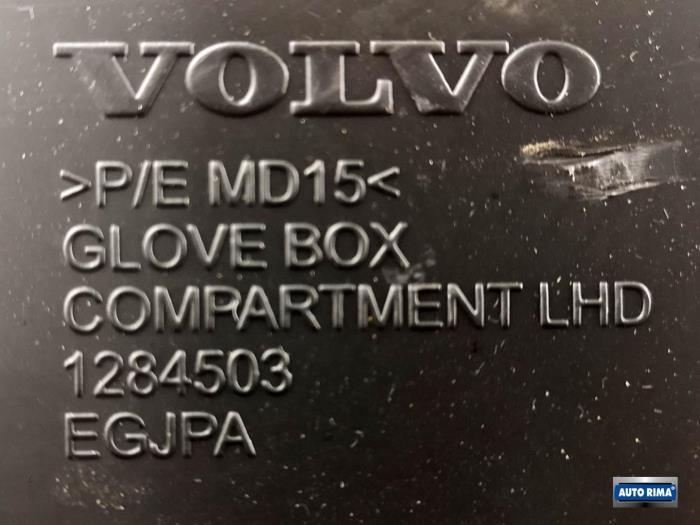 VOLVO
>P/E MD15<
GLOVE BOX
COMPARTMENT LHD
1284503
EGJPA
AUTO RIMA